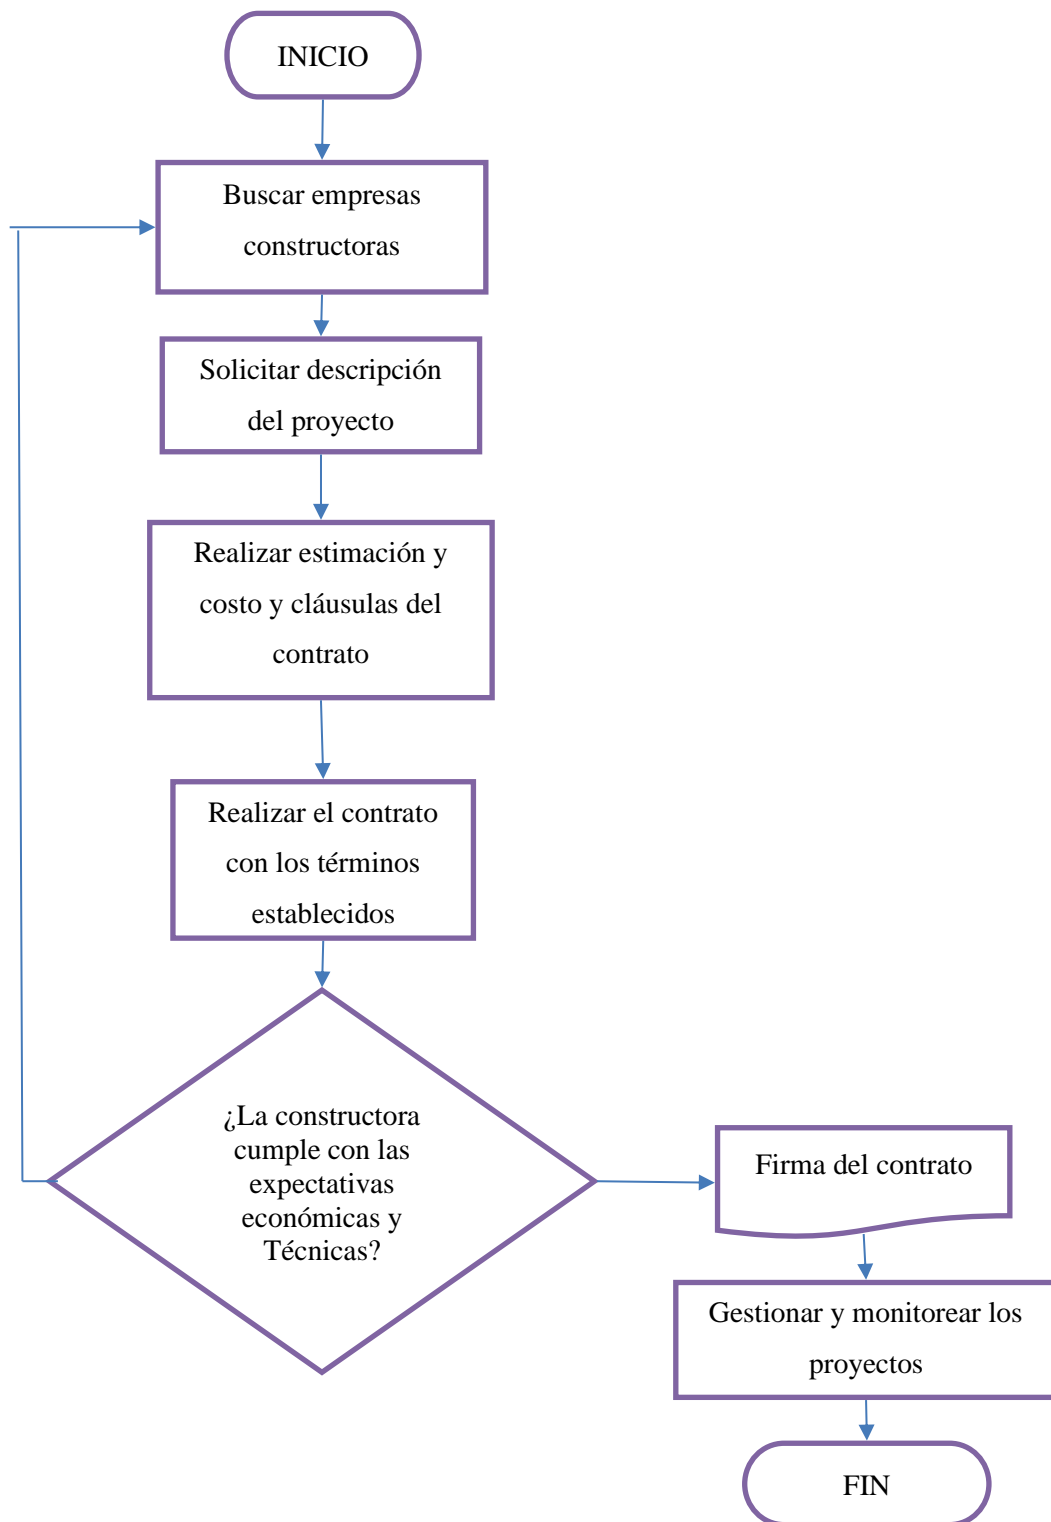 INICIO
Buscar empresas
constructoras
Solicitar descripción
del proyecto
Realizar estimación y
costo y cláusulas del
contrato
Realizar el contrato
con los términos
establecidos
¿La constructora
cumple con las
expectativas
económicas y
Técnicas?
Firma del contrato
Gestionar y monitorear los
proyectos
FIN